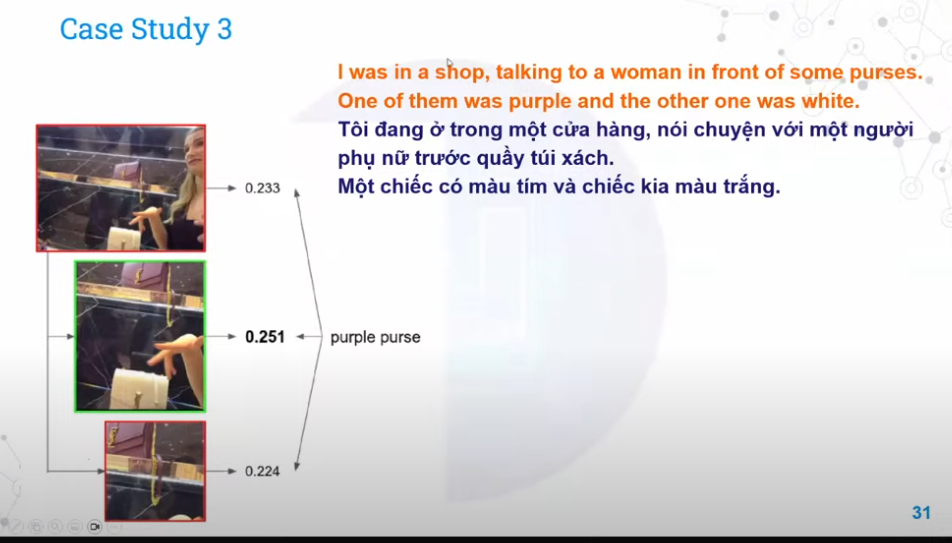 Case Study 3
I was in a shop, talking to a woman in front of some purses.
One of them was purple and the other one was white.
Tôi đang ở trong một cửa hàng, nói chuyện với một người
phụ nữ trước quầy túi xách.
Một chiếc có màu tím và chiếc kia màu trắng.
0.233
0.251
purple purse
0.224
31